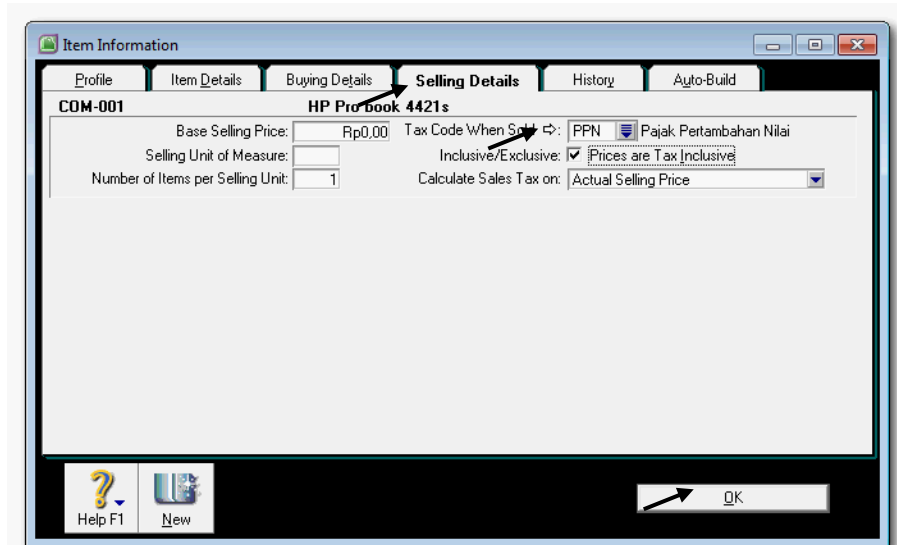 Item Information
Profile Item Details Buying Details Selling Details History Auto-Build
COM-001 HP Pro book 4421s
Base Selling Price: Rp0,00 Tax Code When Sold ⇨: PPN Pajak Pertambahan Nilai
Selling Unit of Measure: Inclusive/Exclusive: Prices are Tax Inclusive
Number of Items per Selling Unit: 1 Calculate Sales Tax on: Actual Selling Price
Help F1 New OK